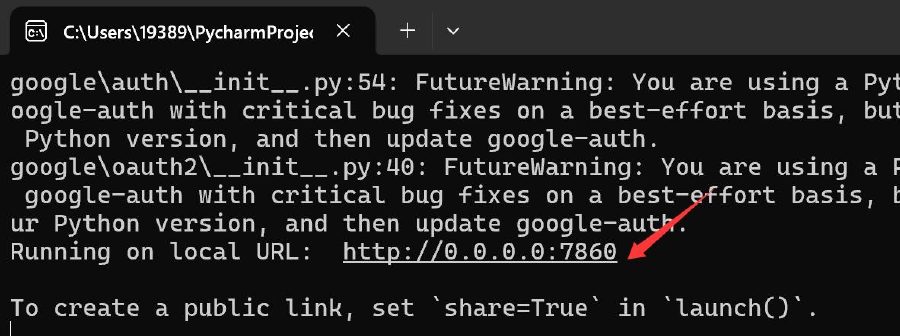 C:\Users\19389\PycharmProjec
google\auth\__init__.py:54: FutureWarning: You are using a Pyt
oogle-auth with critical bug fixes on a best-effort basis, but
Python version, and then update google-auth.
google\oauth2\__init__.py:40: FutureWarning: You are using a P
google-auth with critical bug fixes on a best-effort basis, b
ur Python version, and then update google-auth.
Running on local URL:  http://0.0.0.0:7860
To create a public link, set `share=True` in `launch()`.